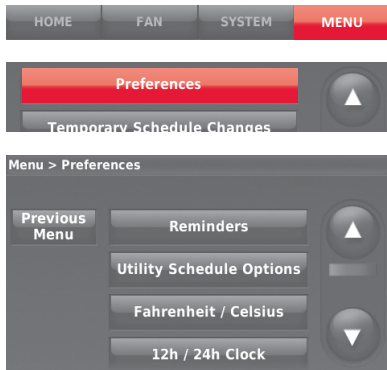 HOME FAN SYSTEM MENU
Preferences
Temporary Schedule Changes
Menu > Preferences
Previous
Menu
Reminders
Utility Schedule Options
Fahrenheit / Celsius
12h / 24h Clock